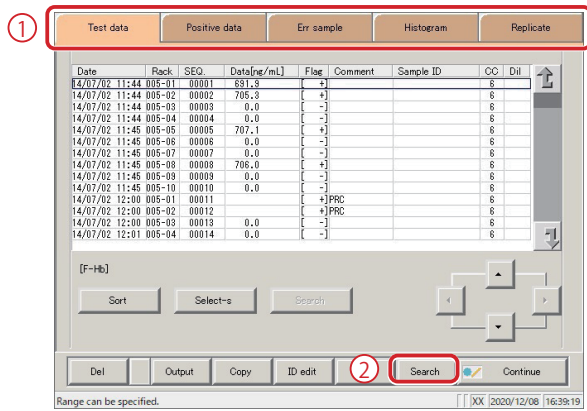 1
Test data Positive data Err sample Histogram Replicate
Date Rack SEQ. Data[ng/mL] Flag Comment Sample ID CC Dil
14/07/02 11:44 005-01 00001 691.9 [ +] 6
14/07/02 11:44 005-02 00002 705.3 [ +] 6
14/07/02 11:44 005-03 00003 0.0 [ -] 6
14/07/02 11:44 005-04 00004 0.0 [ -] 6
14/07/02 11:45 005-05 00005 707.1 [ +] 6
14/07/02 11:45 005-06 00006 0.0 [ -] 6
14/07/02 11:45 005-07 00007 0.0 [ -] 6
14/07/02 11:45 005-08 00008 706.0 [ +] 6
14/07/02 11:45 005-09 00009 0.0 [ -] 6
14/07/02 11:45 005-10 00010 0.0 [ -] 6
14/07/02 12:00 005-01 00011 [ +]PRC 6
14/07/02 12:00 005-02 00012 [ +]PRC 6
14/07/02 12:00 005-03 00013 0.0 [ -] 6
14/07/02 12:01 005-04 00014 0.0 [ -] 6
[F-Hb]
Sort Select-s Search
2
Del Output Copy ID edit Search Continue
Range can be specified. XX 2020/12/08 16:39:19